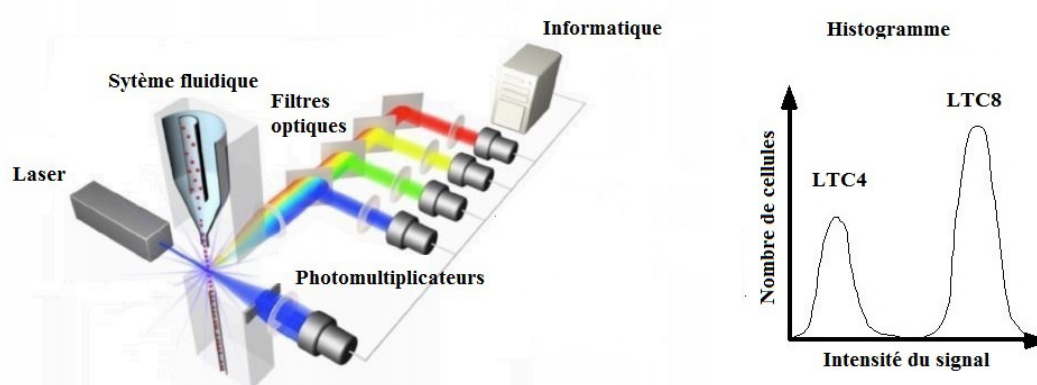 Informatique
Histogramme
Sytème fluidique
Filtres
optiques
Laser
Photomultiplicateurs
LTC8
LTC4
Nombre de cellules
Intensité du signal